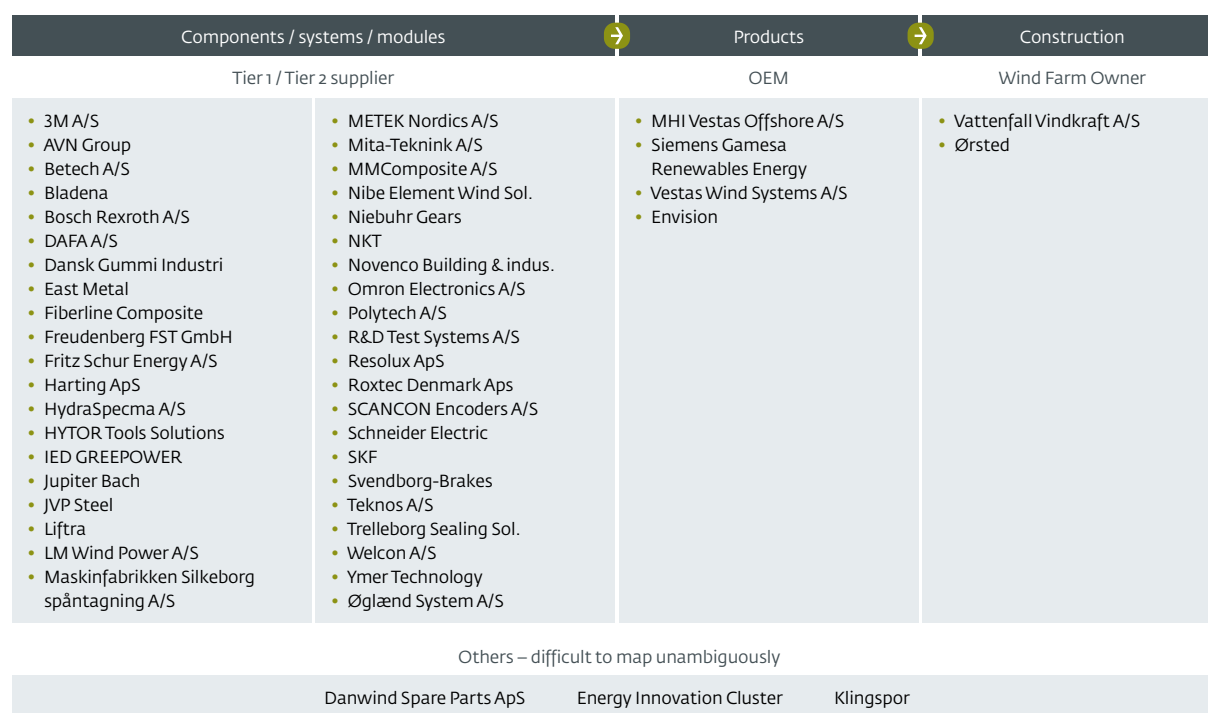 Components / systems / modules
Products
Construction
Tier 1 / Tier 2 supplier
OEM
Wind Farm Owner
• 3M A/S
• AVN Group
• Betech A/S
• Bladena
• Bosch Rexroth A/S
• DAFA A/S
• Dansk Gummi Industri
• East Metal
• Fiberline Composite
• Freudenberg FST GmbH
• Fritz Schur Energy A/S
• Harting ApS
• HydraSpecma A/S
• HYTOR Tools Solutions
• IED GREEPOWER
• Jupiter Bach
• JVP Steel
• Liftra
• LM Wind Power A/S
• Maskinfabrikken Silkeborg
spåntagning A/S
• METEK Nordics A/S
• Mita-Teknink A/S
• MMComposite A/S
• Nibe Element Wind Sol.
• Niebuhr Gears
• NKT
• Novenco Building & indus.
• Omron Electronics A/S
• Polytech A/S
• R&D Test Systems A/S
• Resolux ApS
• Roxtec Denmark Aps
• SCANCON Encoders A/S
• Schneider Electric
• SKF
• Svendborg-Brakes
• Teknos A/S
• Trelleborg Sealing Sol.
• Welcon A/S
• Ymer Technology
• Øglænd System A/S
• MHI Vestas Offshore A/S
• Siemens Gamesa
Renewables Energy
• Vestas Wind Systems A/S
• Envision
• Vattenfall Vindkraft A/S
• Ørsted
Others – difficult to map unambiguously
Danwind Spare Parts ApS Energy Innovation Cluster Klingspor